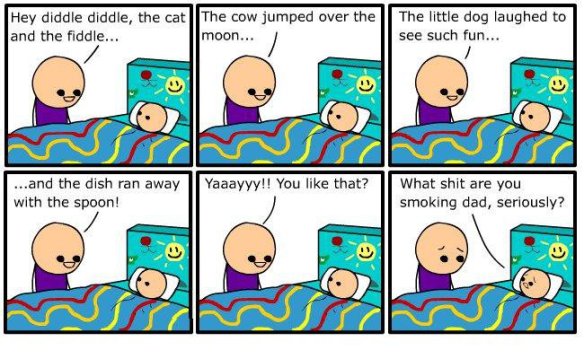 Hey diddle diddle, the cat
and the fiddle...
The cow jumped over the
moon...
The little dog laughed to
see such fun...
...and the dish ran away
with the spoon!
Yaaayyy!! You like that?
What shit are you
smoking dad, seriously?